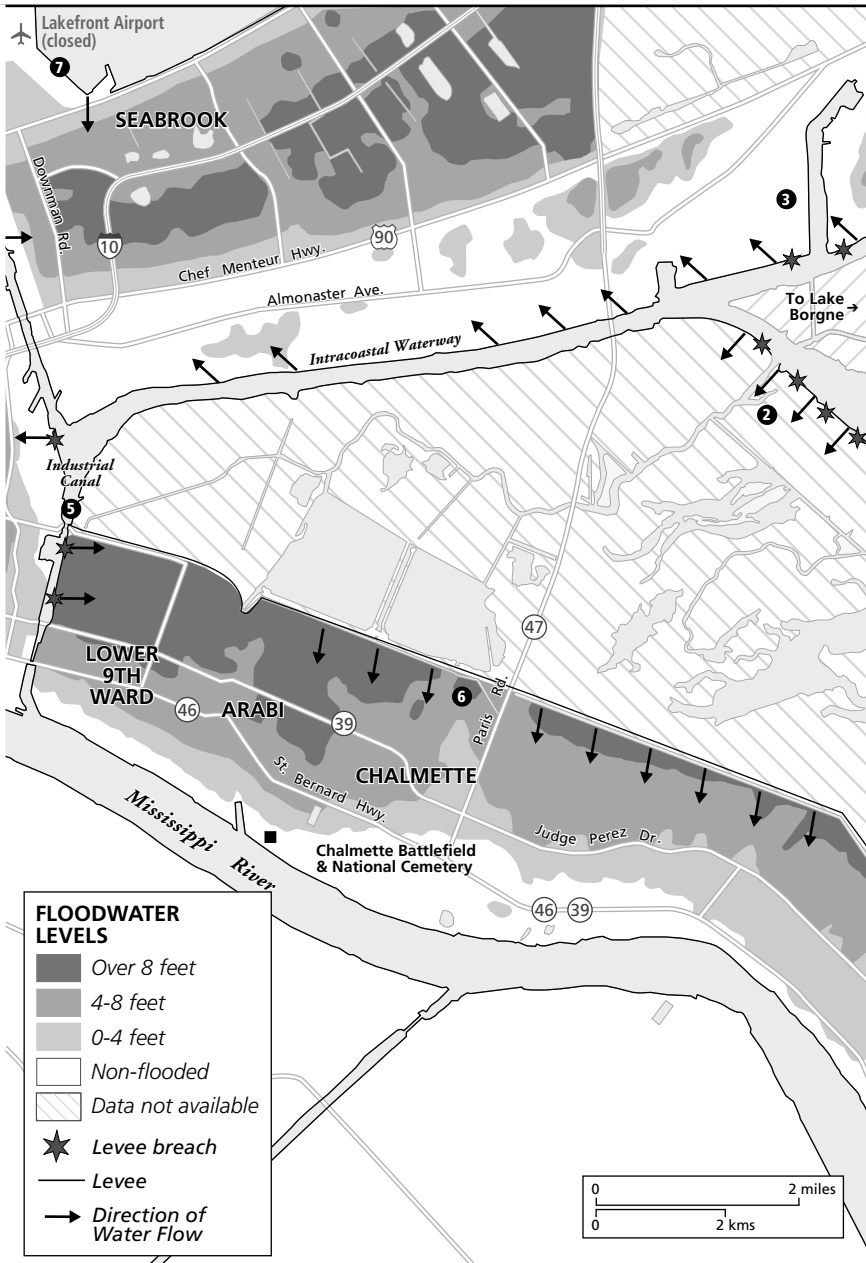 Lakefront Airport
(closed)
7
SEABROOK
Downman Rd.
10
90
Chef Menteur Hwy.
3
Almonaster Ave.
To Lake
Borgne
Intracoastal Waterway
2
Industrial
Canal
5
47
LOWER
9TH
WARD
46
ARABI
39
6
Paris Rd.
CHALMETTE
St. Bernard Hwy.
Judge Perez Dr.
Mississippi River
Chalmette Battlefield
& National Cemetery
46
39
FLOODWATER
LEVELS
Over 8 feet
4-8 feet
0-4 feet
Non-flooded
Data not available
Levee breach
Levee
Direction of
Water Flow
0
2 miles
0
2 kms